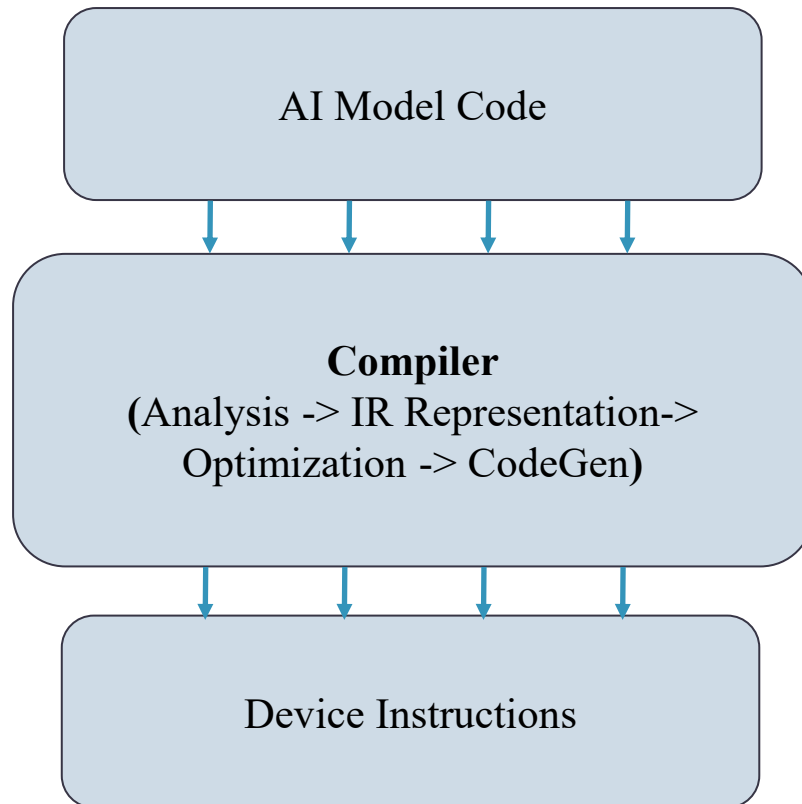 AI Model Code
Compiler
(Analysis -> IR Representation->
Optimization -> CodeGen)
Device Instructions